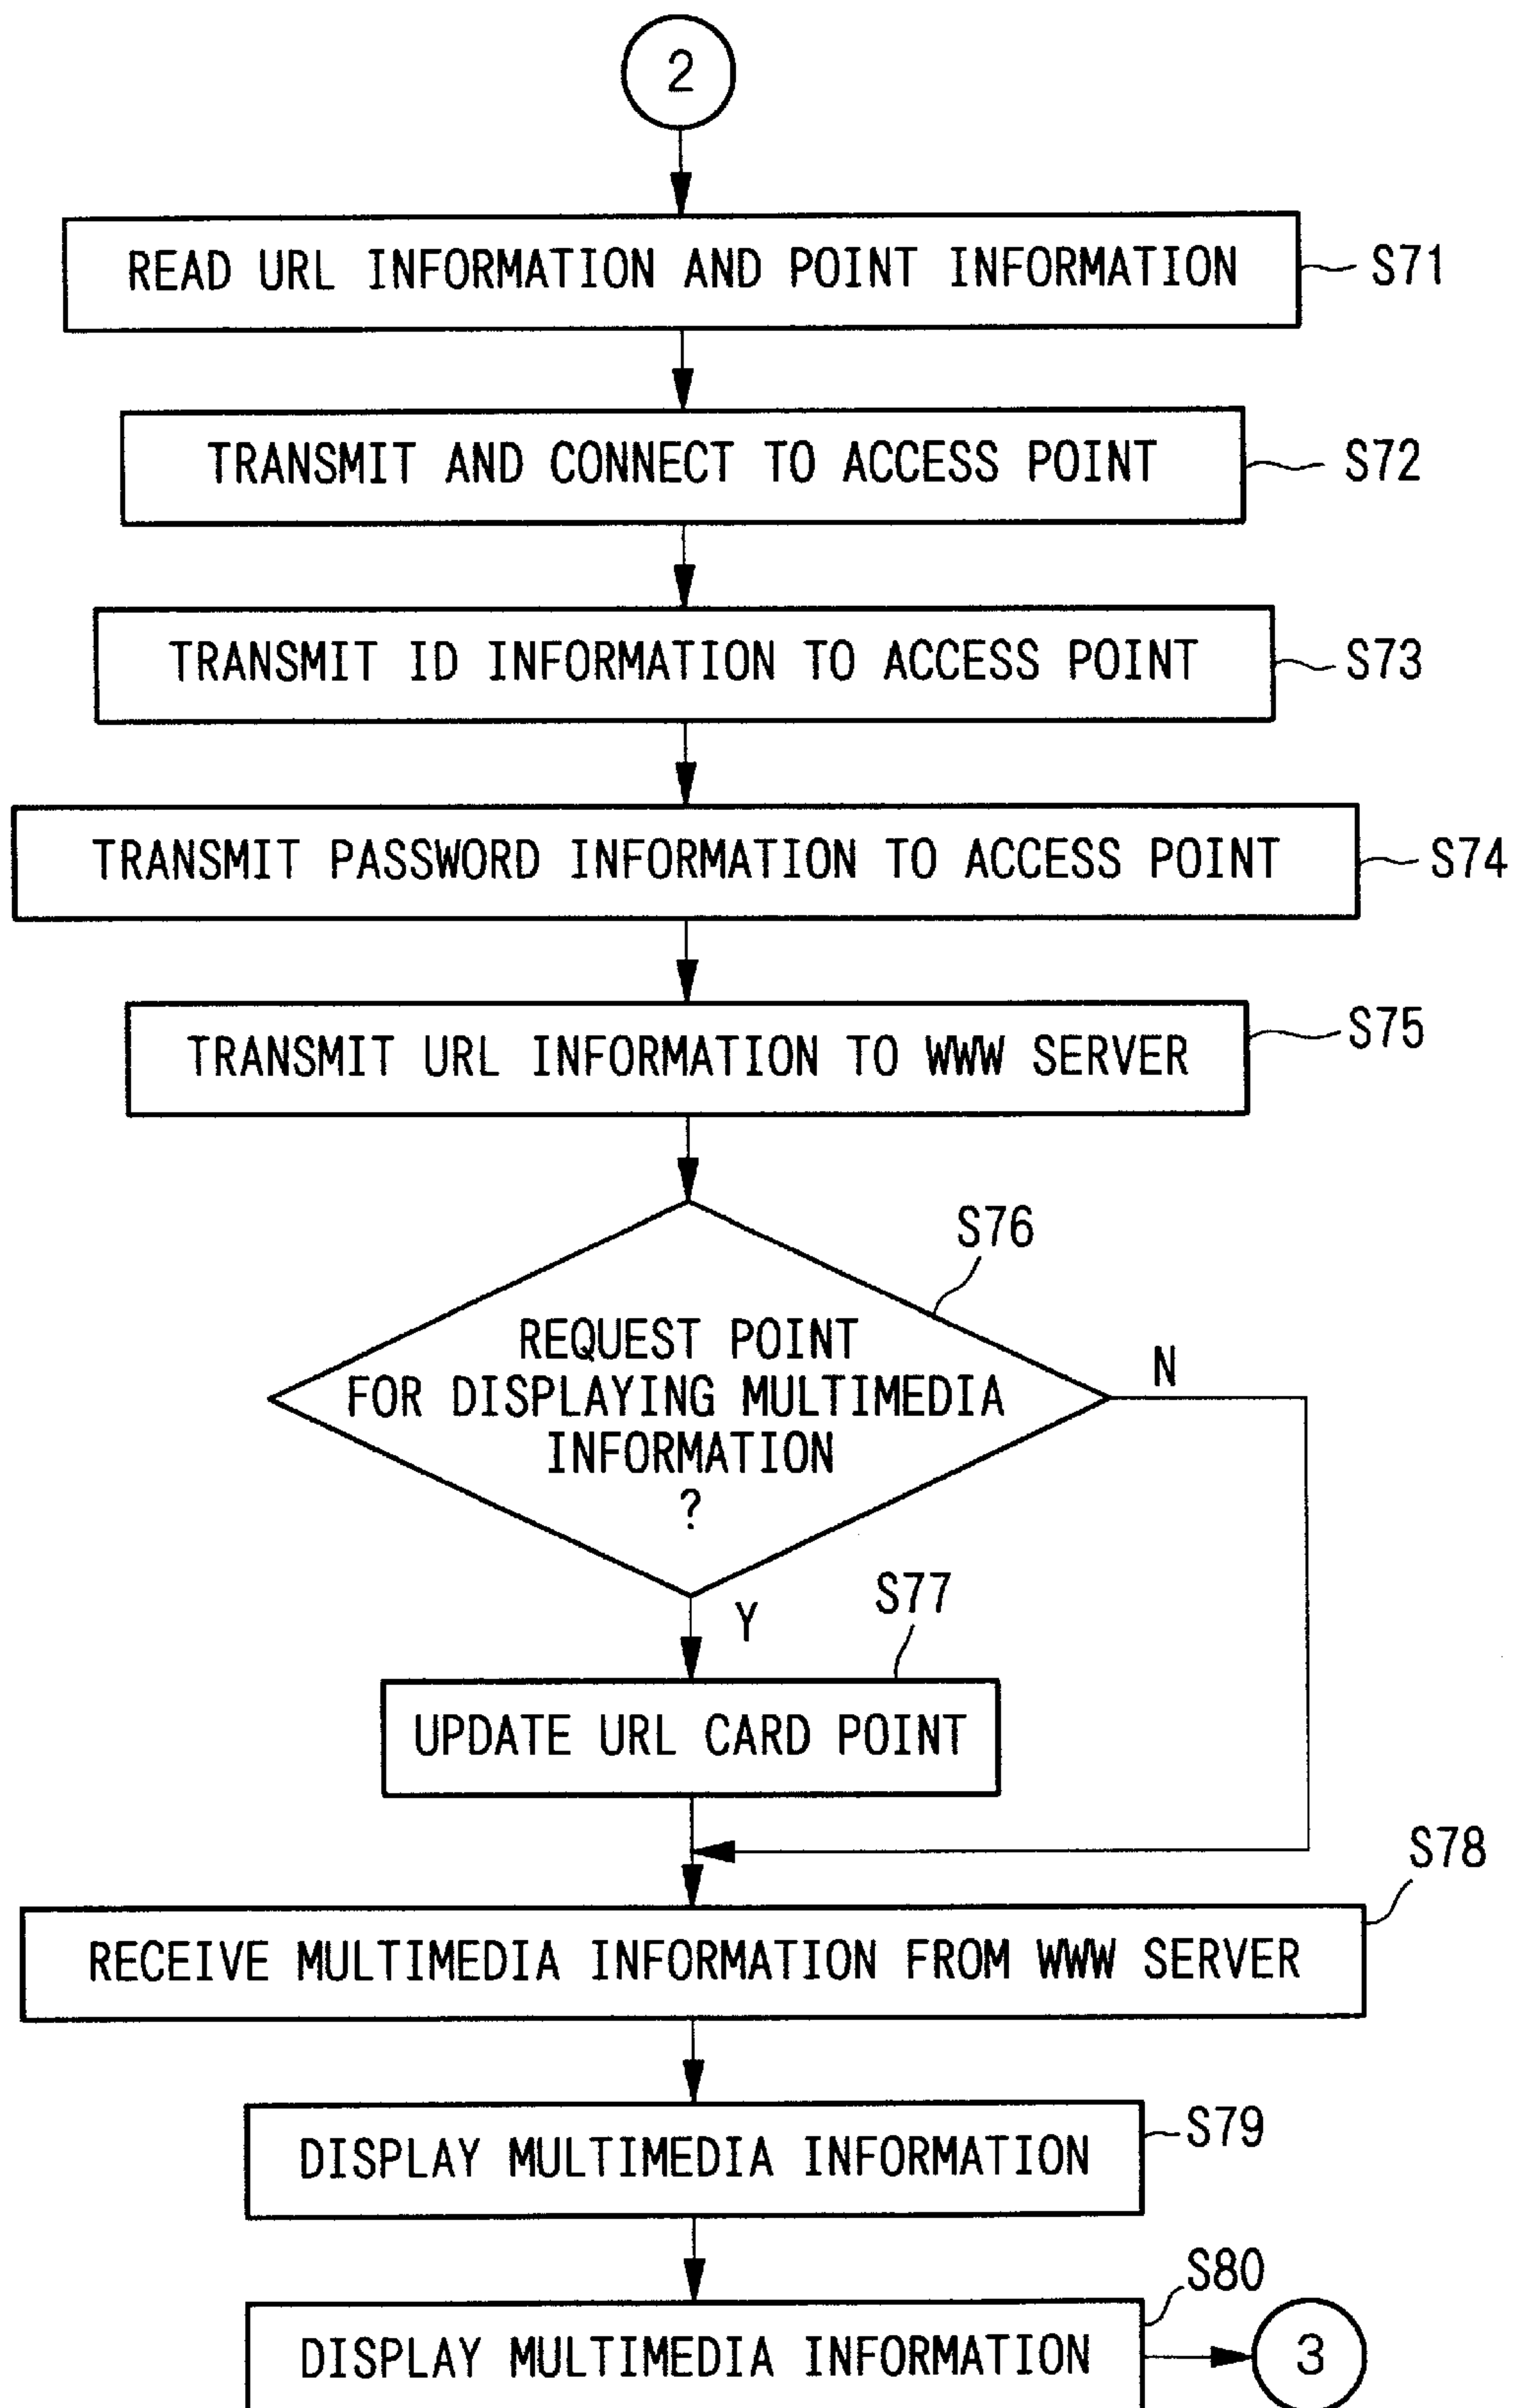 2
READ URL INFORMATION AND POINT INFORMATION
S71
TRANSMIT AND CONNECT TO ACCESS POINT
S72
TRANSMIT ID INFORMATION TO ACCESS POINT
S73
TRANSMIT PASSWORD INFORMATION TO ACCESS POINT
S74
TRANSMIT URL INFORMATION TO WWW SERVER
S75
S76
REQUEST POINT
FOR DISPLAYING MULTIMEDIA
INFORMATION
?
N
Y
S77
UPDATE URL CARD POINT
S78
RECEIVE MULTIMEDIA INFORMATION FROM WWW SERVER
DISPLAY MULTIMEDIA INFORMATION
S79
S80
DISPLAY MULTIMEDIA INFORMATION
3